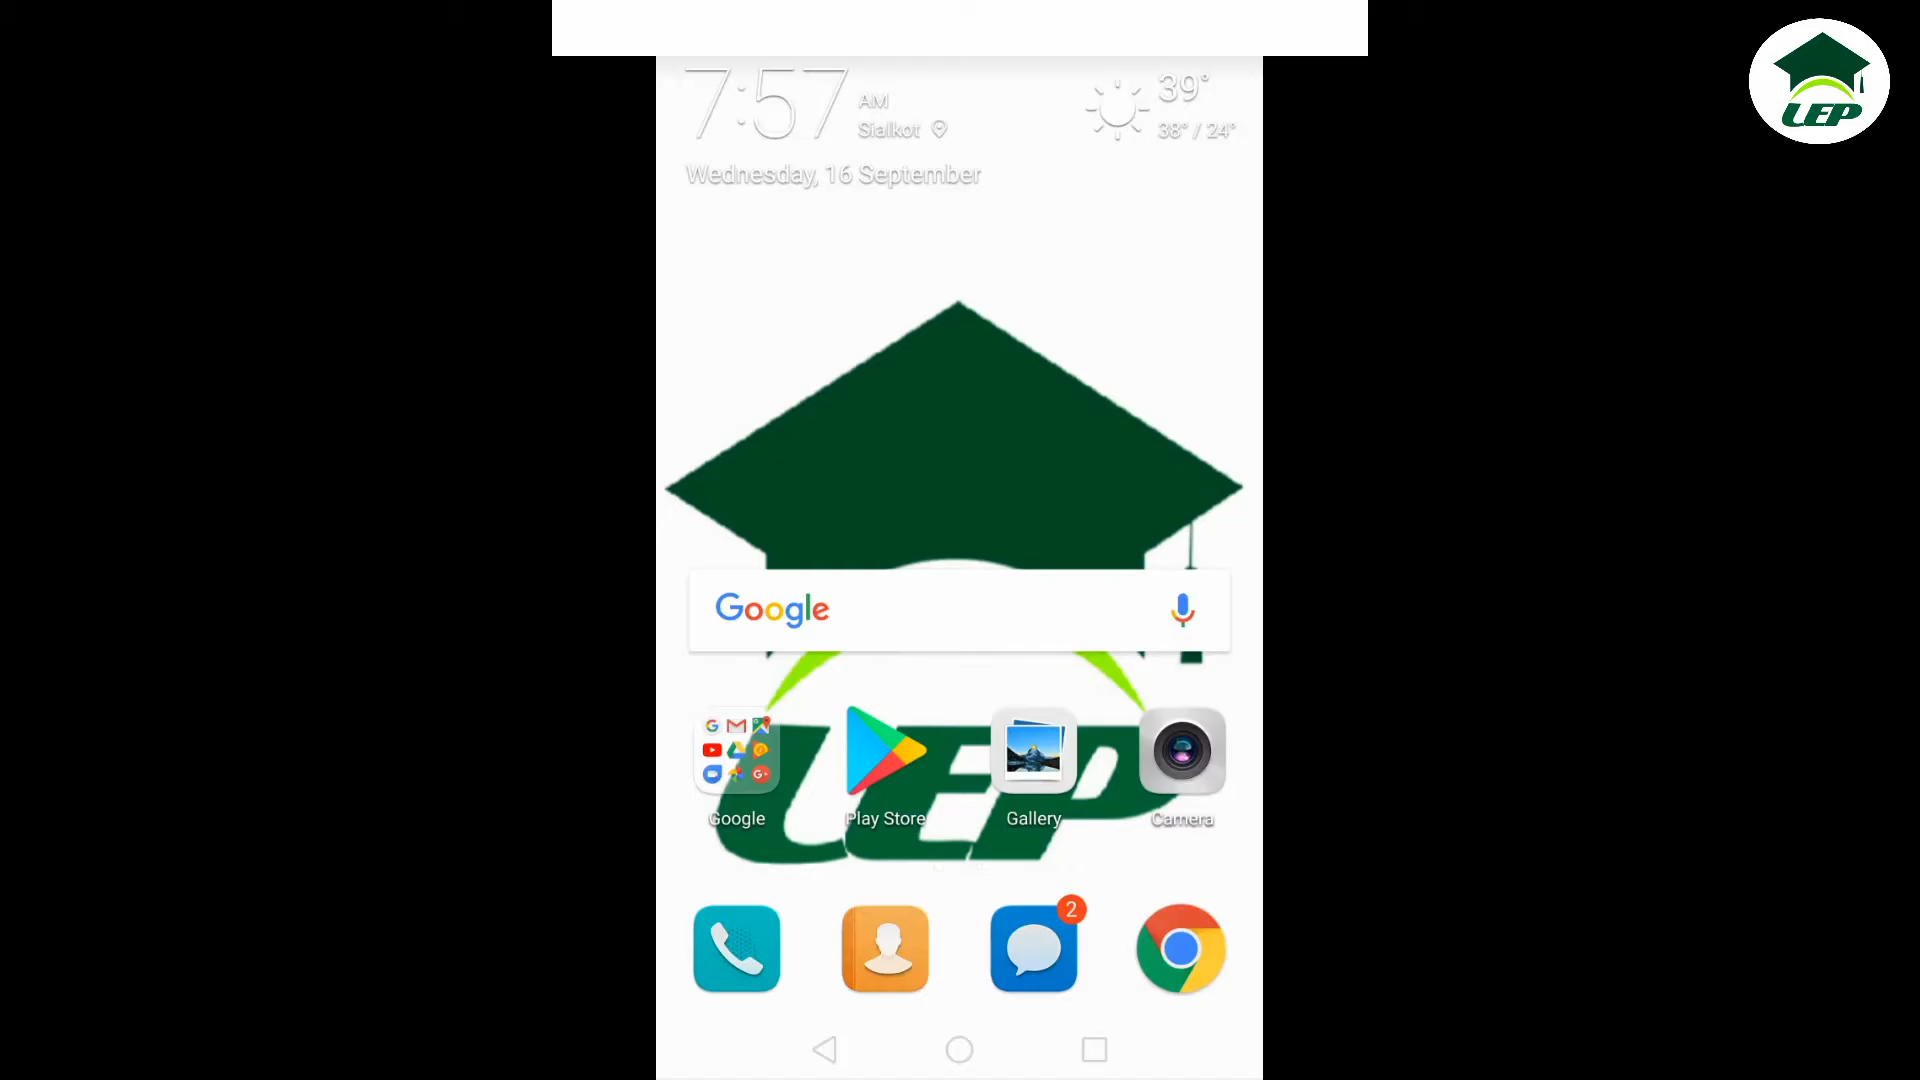 7:57
AM
Sialkot
39°
38° / 24°
Wednesday, 16 September
LEP
Google
Google
Play Store
Gallery
Camera
LEP
2